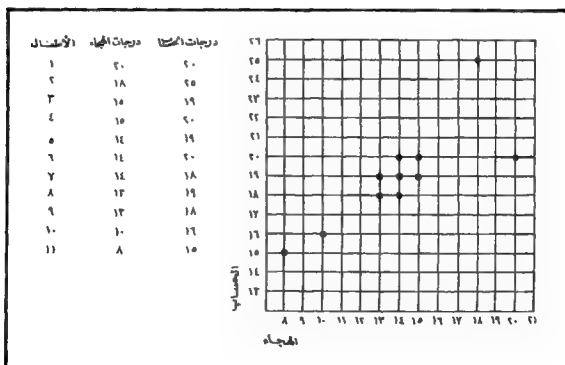 الأطفال درجات الهجاء درجات الحساب
١ ٢٠ ٢٠
٢ ١٨ ٢٥
٣ ١٥ ١٩
٤ ١٥ ٢٠
٥ ١٤ ١٩
٦ ١٤ ٢٠
٧ ١٤ ١٨
٨ ١٣ ١٩
٩ ١٣ ١٨
١٠ ١٠ ١٦
١١ ٨ ١٥
٢٦
٢٥
٢٤
٢٣
٢٢
٢١
٢٠
١٩
١٨
١٧
١٦
١٥
١٤
١٣
الحساب
٨ ٩ ١٠ ١١ ١٢ ١٣ ١٤ ١٥ ١٦ ١٧ ١٨ ١٩ ٢٠ ٢١
الهجاء